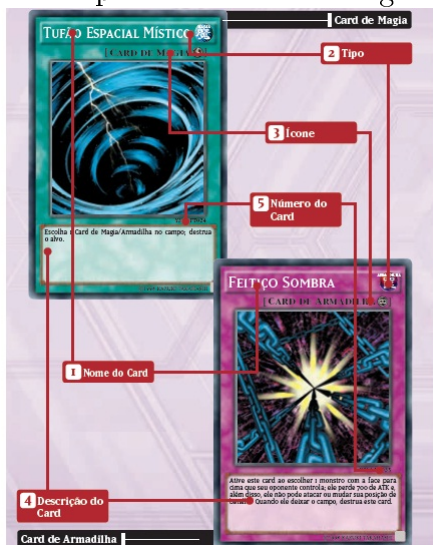 Card de Magia
Tufão Espacial Místico
[Card de Magia
2 Tipo
3 Ícone
5 Número do
Card
Escolha 1 Card de Magia/Armadilha no campo; destrua
o alvo.
Feitiço Sombra
[Card de Armadilha
1 Nome do Card
Ative este card ao escolher 1 monstro com a face para
cima que seu oponente controla; ele perde 700 de ATK e,
além disso, ele não pode atacar ou mudar sua posição de
Quando ele deixar o campo, destrua este card.
4 Descrição do
Card
Card de Armadilha